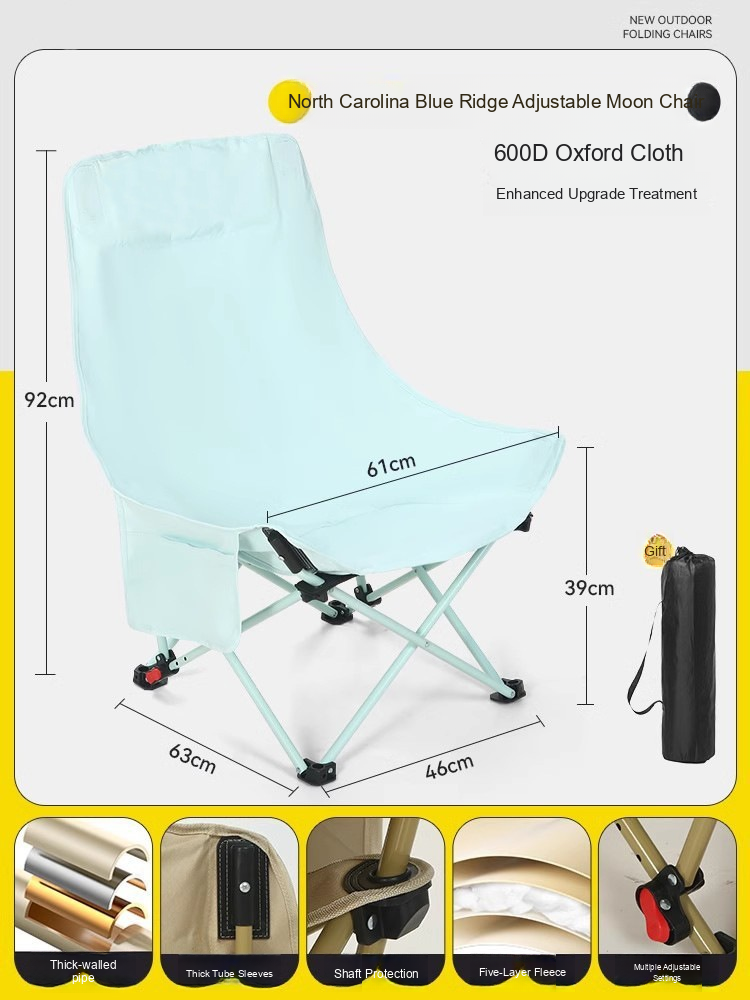 NEW OUTDOOR
FOLDING CHAIRS
North Carolina Blue Ridge Adjustable Moon Chair
600D Oxford Cloth
Enhanced Upgrade Treatment
92cm
61cm
39cm
Gift
63cm
46cm
Thick-walled
pipe
Thick Tube Sleeves
Shaft Protection
Five-Layer Fleece
Multiple Adjustable
Settings